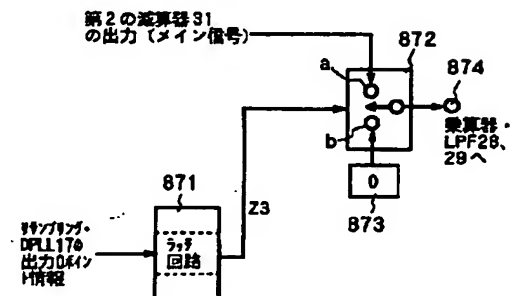 第2の減算器31
の出力（メイン信号）
872
a
874
b
乗算器・
LPF28、
29へ
0
873
Z3
871
ラッチ
回路
リサンプリング・
DPLL17の
出力0ポイン
ト情報